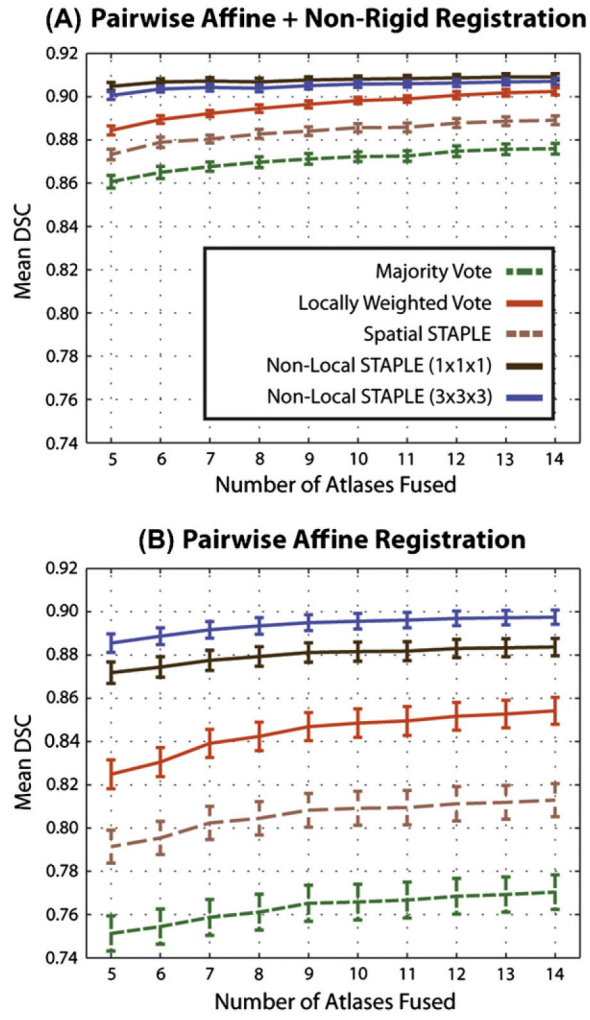 (A) Pairwise Affine + Non-Rigid Registration
0.92
0.90
0.88
0.86
0.84
0.82
0.80
0.78
0.76
0.74
Mean DSC
Majority Vote
Locally Weighted Vote
Spatial STAPLE
Non-Local STAPLE (1x1x1)
Non-Local STAPLE (3x3x3)
5 6 7 8 9 10 11 12 13 14
Number of Atlases Fused
(B) Pairwise Affine Registration
0.92
0.90
0.88
0.86
0.84
0.82
0.80
0.78
0.76
0.74
Mean DSC
5 6 7 8 9 10 11 12 13 14
Number of Atlases Fused